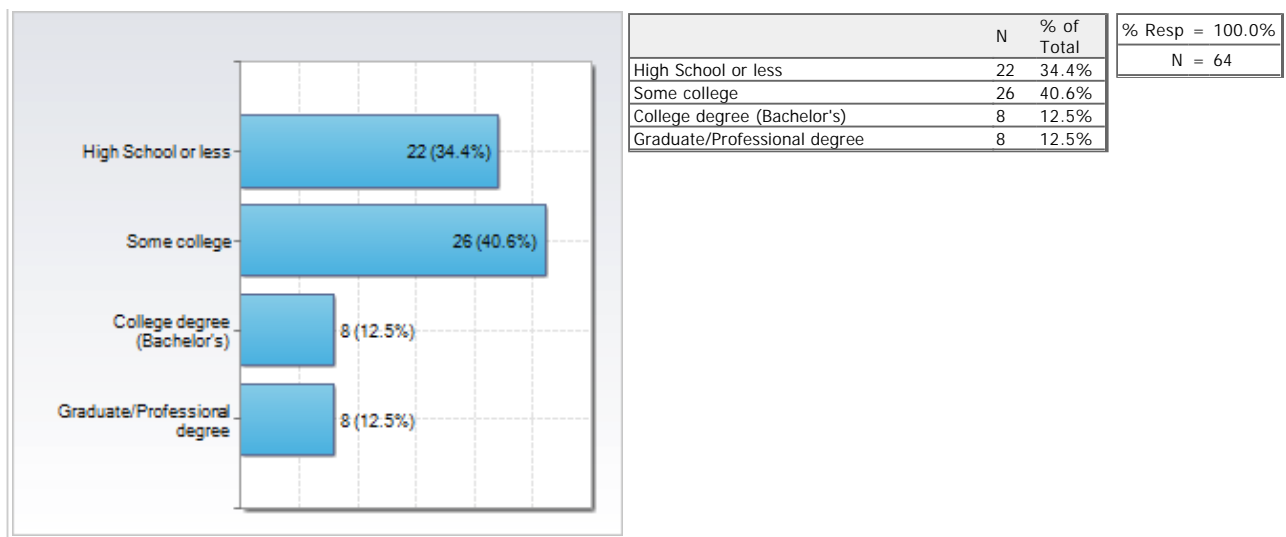 High School or less
22 (34.4%)
Some college
26 (40.6%)
College degree
(Bachelor's)
8 (12.5%)
Graduate/Professional
degree
8 (12.5%)
N % of
Total
High School or less 22 34.4%
Some college 26 40.6%
College degree (Bachelor's) 8 12.5%
Graduate/Professional degree 8 12.5%
% Resp = 100.0%
N = 64